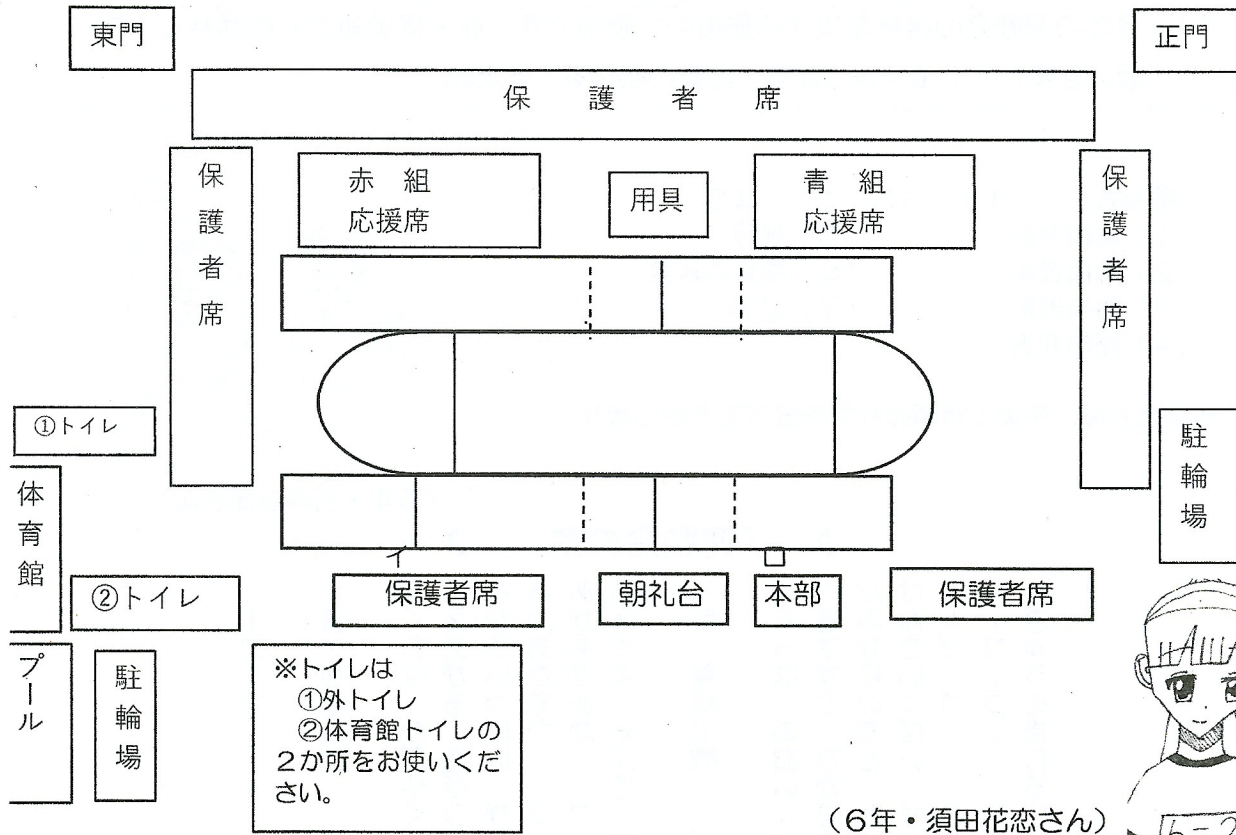 東門
正門
保護者席
保護者席
赤組
応援席
用具
青組
応援席
保護者席
①トイレ
駐輪場
体育館
②トイレ
イ
保護者席
朝礼台
本部
保護者席
プール
駐輪場
※トイレは
①外トイレ
②体育館トイレの
2か所をお使いくだ
さい。
(6年・須田花恋さん)